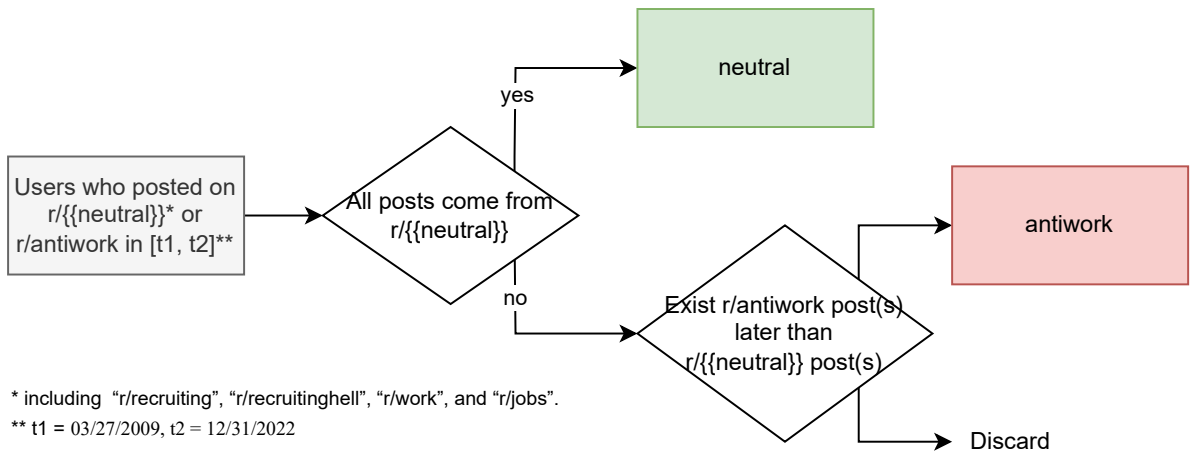 neutral
yes
Users who posted on
r/{{neutral}}* or
r/antiwork in [t1, t2]**
All posts come from
r/{{neutral}}
antiwork
no
Exist r/antiwork post(s)
later than
r/{{neutral}} post(s)
* including “r/recruiting”, “r/recruitinghell”, “r/work”, and “r/jobs”.
** t1 = 03/27/2009, t2 = 12/31/2022
Discard